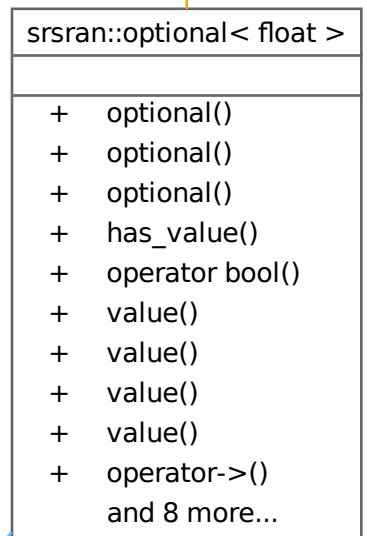 srsran::optional< float >
+ optional()
+ optional()
+ optional()
+ has_value()
+ operator bool()
+ value()
+ value()
+ value()
+ value()
+ operator->()
and 8 more...